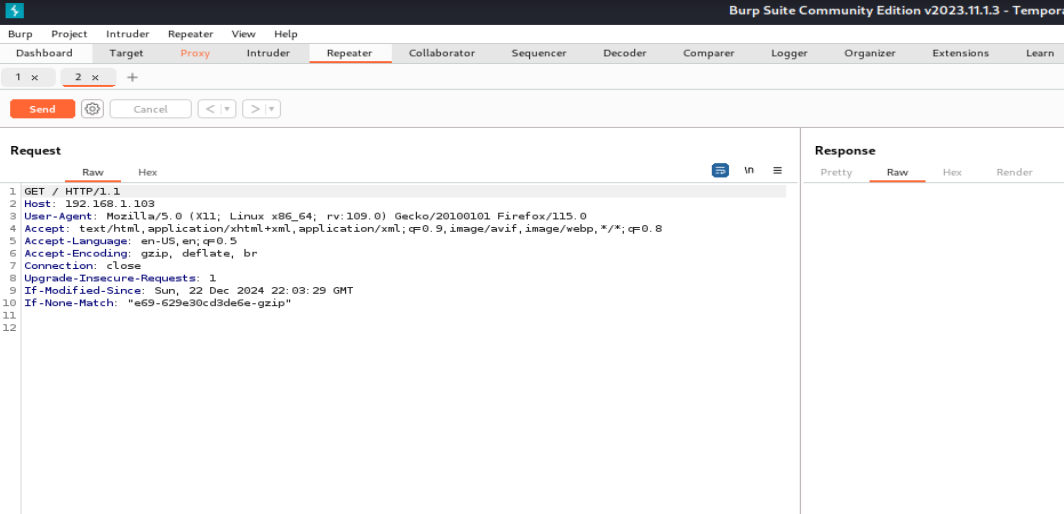 Burp Suite Community Edition v2023.11.1.3 - Tempora
Burp Project Intruder Repeater View Help
Dashboard Target Proxy Intruder Repeater Collaborator Sequencer Decoder Comparer Logger Organizer Extensions Learn
1 × 2 × +
Send Cancel < ▾ > ▾
Request
Raw Hex \n ≡
1 GET / HTTP/1.1
2 Host: 192.168.1.103
3 User-Agent: Mozilla/5.0 (X11; Linux x86_64; rv:109.0) Gecko/20100101 Firefox/115.0
4 Accept: text/html,application/xhtml+xml,application/xml;q=0.9,image/avif,image/webp,*/*;q=0.8
5 Accept-Language: en-US,en;q=0.5
6 Accept-Encoding: gzip, deflate, br
7 Connection: close
8 Upgrade-Insecure-Requests: 1
9 If-Modified-Since: Sun, 22 Dec 2024 22:03:29 GMT
10 If-None-Match: "e69-629e30cd3de6e-gzip"
11
12
Response
Pretty Raw Hex Render